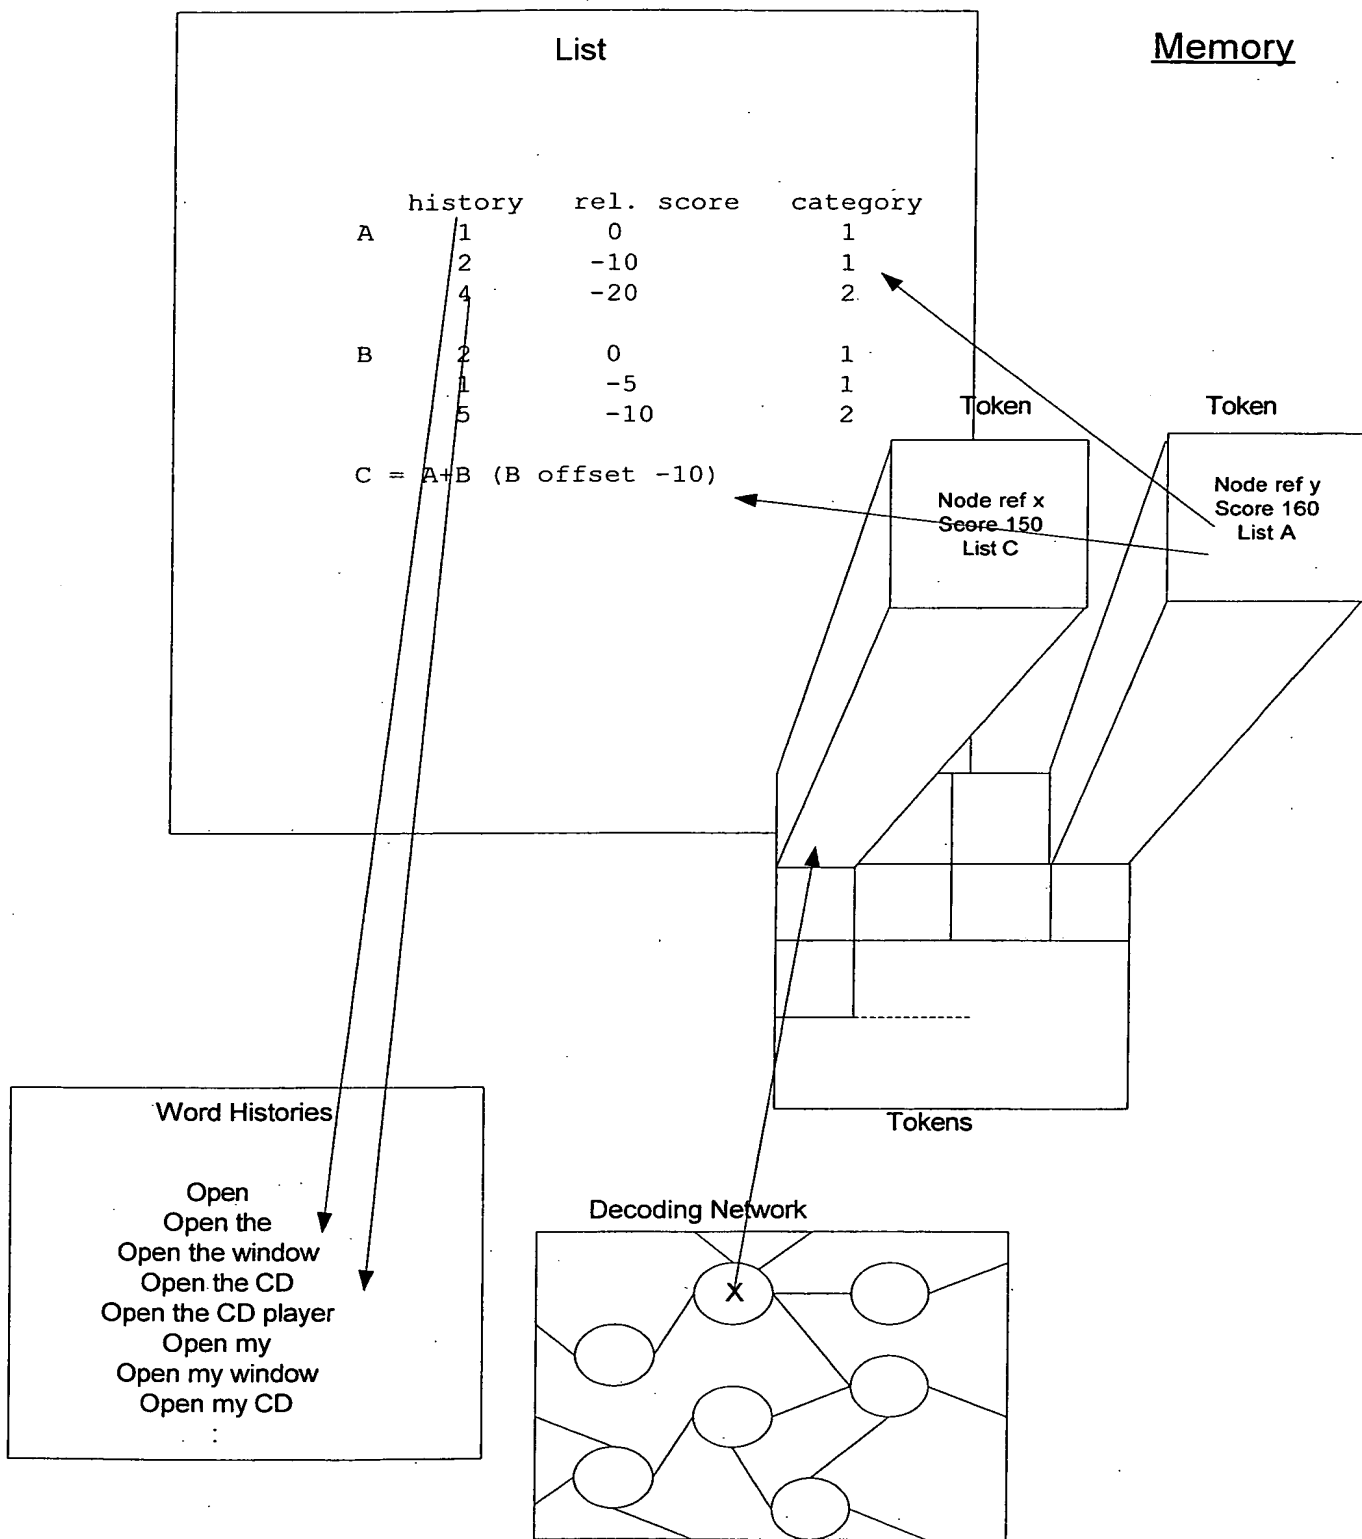 List
Memory
history rel. score category
A 1 0 1
2 -10 1
4 -20 2
B 2 0 1
1 -5 1
5 -10 2
C = A+B (B offset -10)
Token
Node ref x
Score 150
List C
Token
Node ref y
Score 160
List A
Tokens
Word Histories
Open
Open the
Open the window
Open the CD
Open the CD player
Open my
Open my window
Open my CD
:
Decoding Network
X